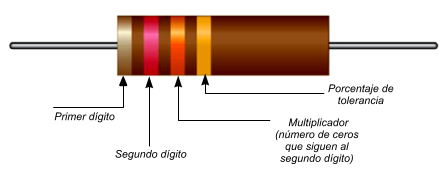 Primer dígito
Segundo dígito
Multiplicador
(número de ceros
que siguen al
segundo dígito)
Porcentaje de
tolerancia